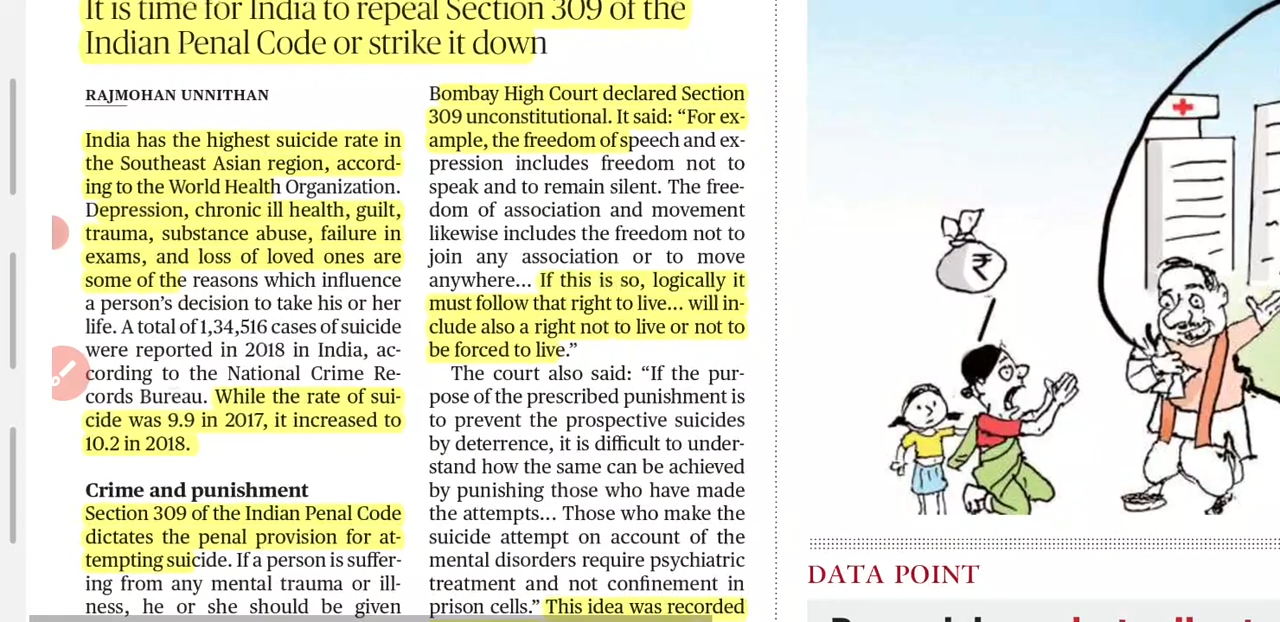 It is time for India to repeal Section 309 of the
Indian Penal Code or strike it down
RAJMOHAN UNNITHAN
India has the highest suicide rate in
the Southeast Asian region, accord-
ing to the World Health Organization.
Depression, chronic ill health, guilt,
trauma, substance abuse, failure in
exams, and loss of loved ones are
some of the reasons which influence
a person’s decision to take his or her
life. A total of 1,34,516 cases of suicide
were reported in 2018 in India, ac-
cording to the National Crime Re-
cords Bureau. While the rate of sui-
cide was 9.9 in 2017, it increased to
10.2 in 2018.
Crime and punishment
Section 309 of the Indian Penal Code
dictates the penal provision for at-
tempting suicide. If a person is suffer-
ing from any mental trauma or ill-
ness, he or she should be given
Bombay High Court declared Section
309 unconstitutional. It said: “For ex-
ample, the freedom of speech and ex-
pression includes freedom not to
speak and to remain silent. The free-
dom of association and movement
likewise includes the freedom not to
join any association or to move
anywhere... If this is so, logically it
must follow that right to live... will in-
clude also a right not to live or not to
be forced to live.”
The court also said: “If the pur-
pose of the prescribed punishment is
to prevent the prospective suicides
by deterrence, it is difficult to under-
stand how the same can be achieved
by punishing those who have made
the attempts... Those who make the
suicide attempt on account of the
mental disorders require psychiatric
treatment and not confinement in
prison cells.” This idea was recorded
₹
DATA POINT